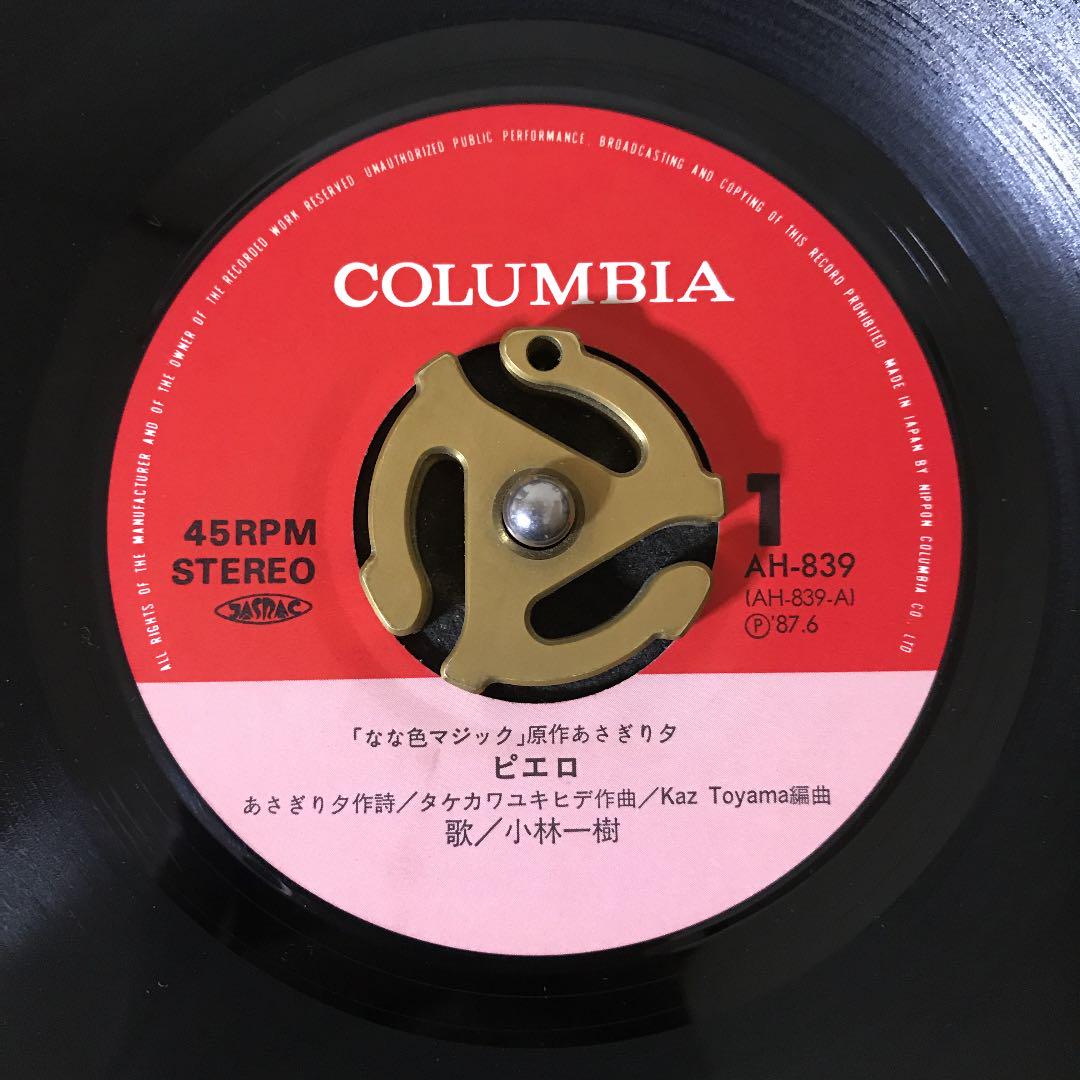 ALL RIGHTS OF THE MANUFACTURER AND OF THE OWNER OF THE RECORDED WORK RESERVED. UNAUTHORIZED PUBLIC PERFORMANCE, BROADCASTING AND COPYING OF THIS RECORD PROHIBITED. MADE IN JAPAN BY NIPPON COLUMBIA CO., LTD
COLUMBIA
45RPM
STEREO
JASRAC
1
AH-839
(AH-839-A)
Ⓟ'87.6
「なな色マジック」原作あさぎり夕
ピエロ
あさぎり夕作詩／タケカワユキヒデ作曲／Kaz Toyama編曲
歌／小林一樹